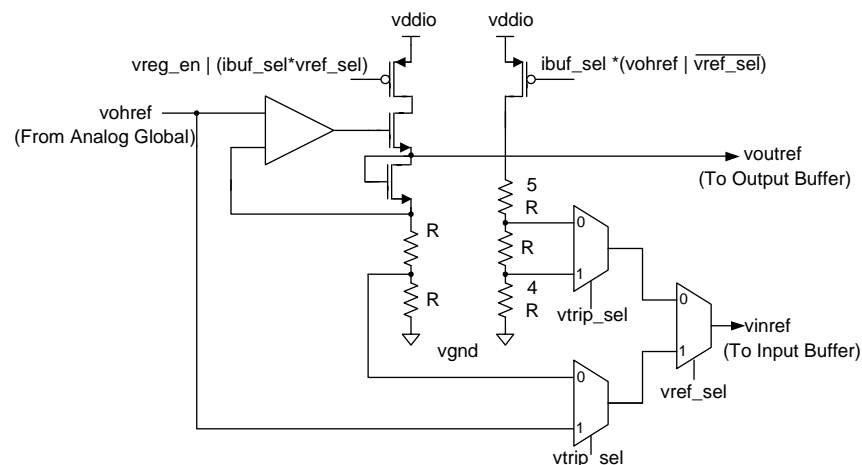 vddio
vddio
vreg_en | (ibuf_sel*vref_sel)
ibuf_sel *(vohref | vref_sel)
vohref
(From Analog Global)
voutref
(To Output Buffer)
5
R
0
R
R
1
4
R
0
R
vtrip_sel
vinref
(To Input Buffer)
vgnd
1
0
vref_sel
1
vtrip_sel